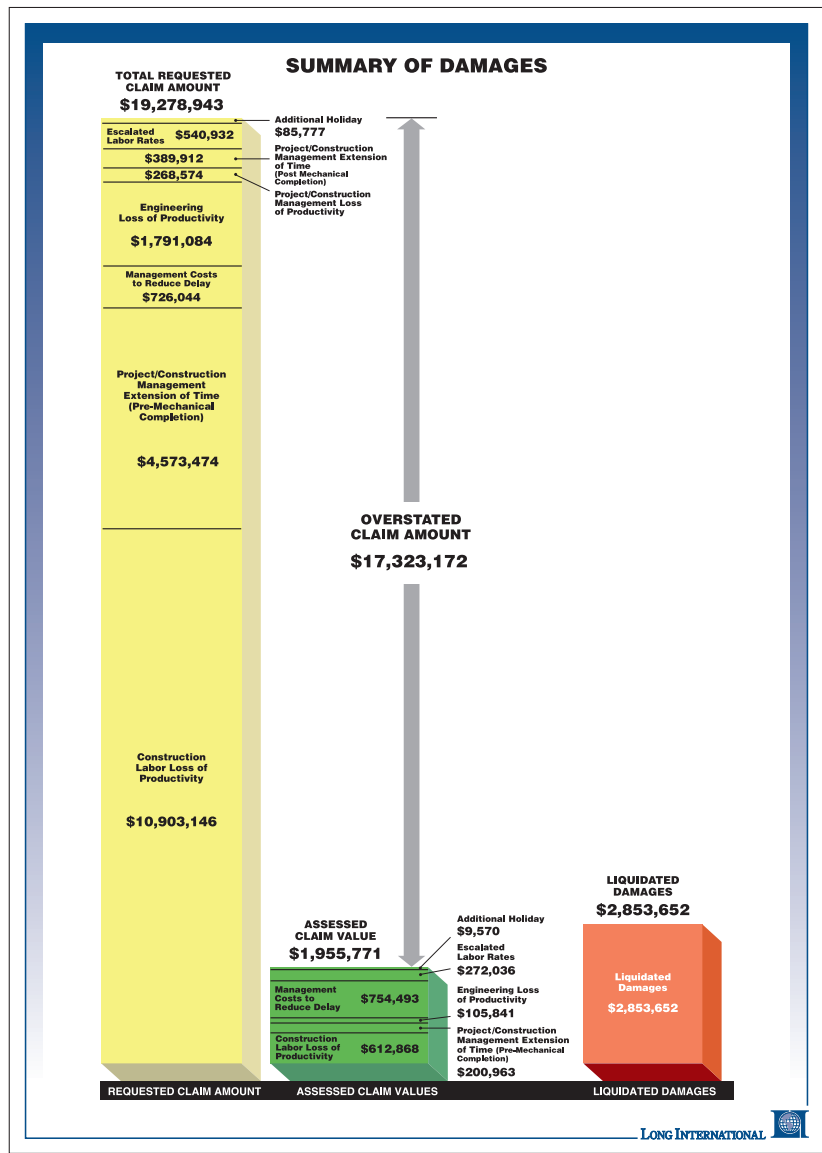 SUMMARY OF DAMAGES
TOTAL REQUESTED
CLAIM AMOUNT
$19,278,943
Additional Holiday
$85,777
Escalated
Labor Rates
$540,932
$389,912
Project/Construction
Management Extension
of Time
(Post Mechanical
Completion)
$268,574
Project/Construction
Management Loss
of Productivity
Engineering
Loss of Productivity
$1,791,084
Management Costs
to Reduce Delay
$726,044
Project/Construction
Management
Extension of Time
(Pre-Mechanical
Completion)
$4,573,474
OVERSTATED
CLAIM AMOUNT
$17,323,172
Construction
Labor Loss of
Productivity
$10,903,146
ASSESSED
CLAIM VALUE
$1,955,771
Additional Holiday
$9,570
Escalated
Labor Rates
$272,036
Management
Costs to
Reduce Delay
$754,493
Engineering Loss
of Productivity
$105,841
Project/Construction
Management Extension
of Time (Pre-Mechanical
Completion)
$200,963
Construction
Labor Loss of
Productivity
$612,868
LIQUIDATED
DAMAGES
$2,853,652
Liquidated
Damages
$2,853,652
REQUESTED CLAIM AMOUNT
ASSESSED CLAIM VALUES
LIQUIDATED DAMAGES
LONG INTERNATIONAL